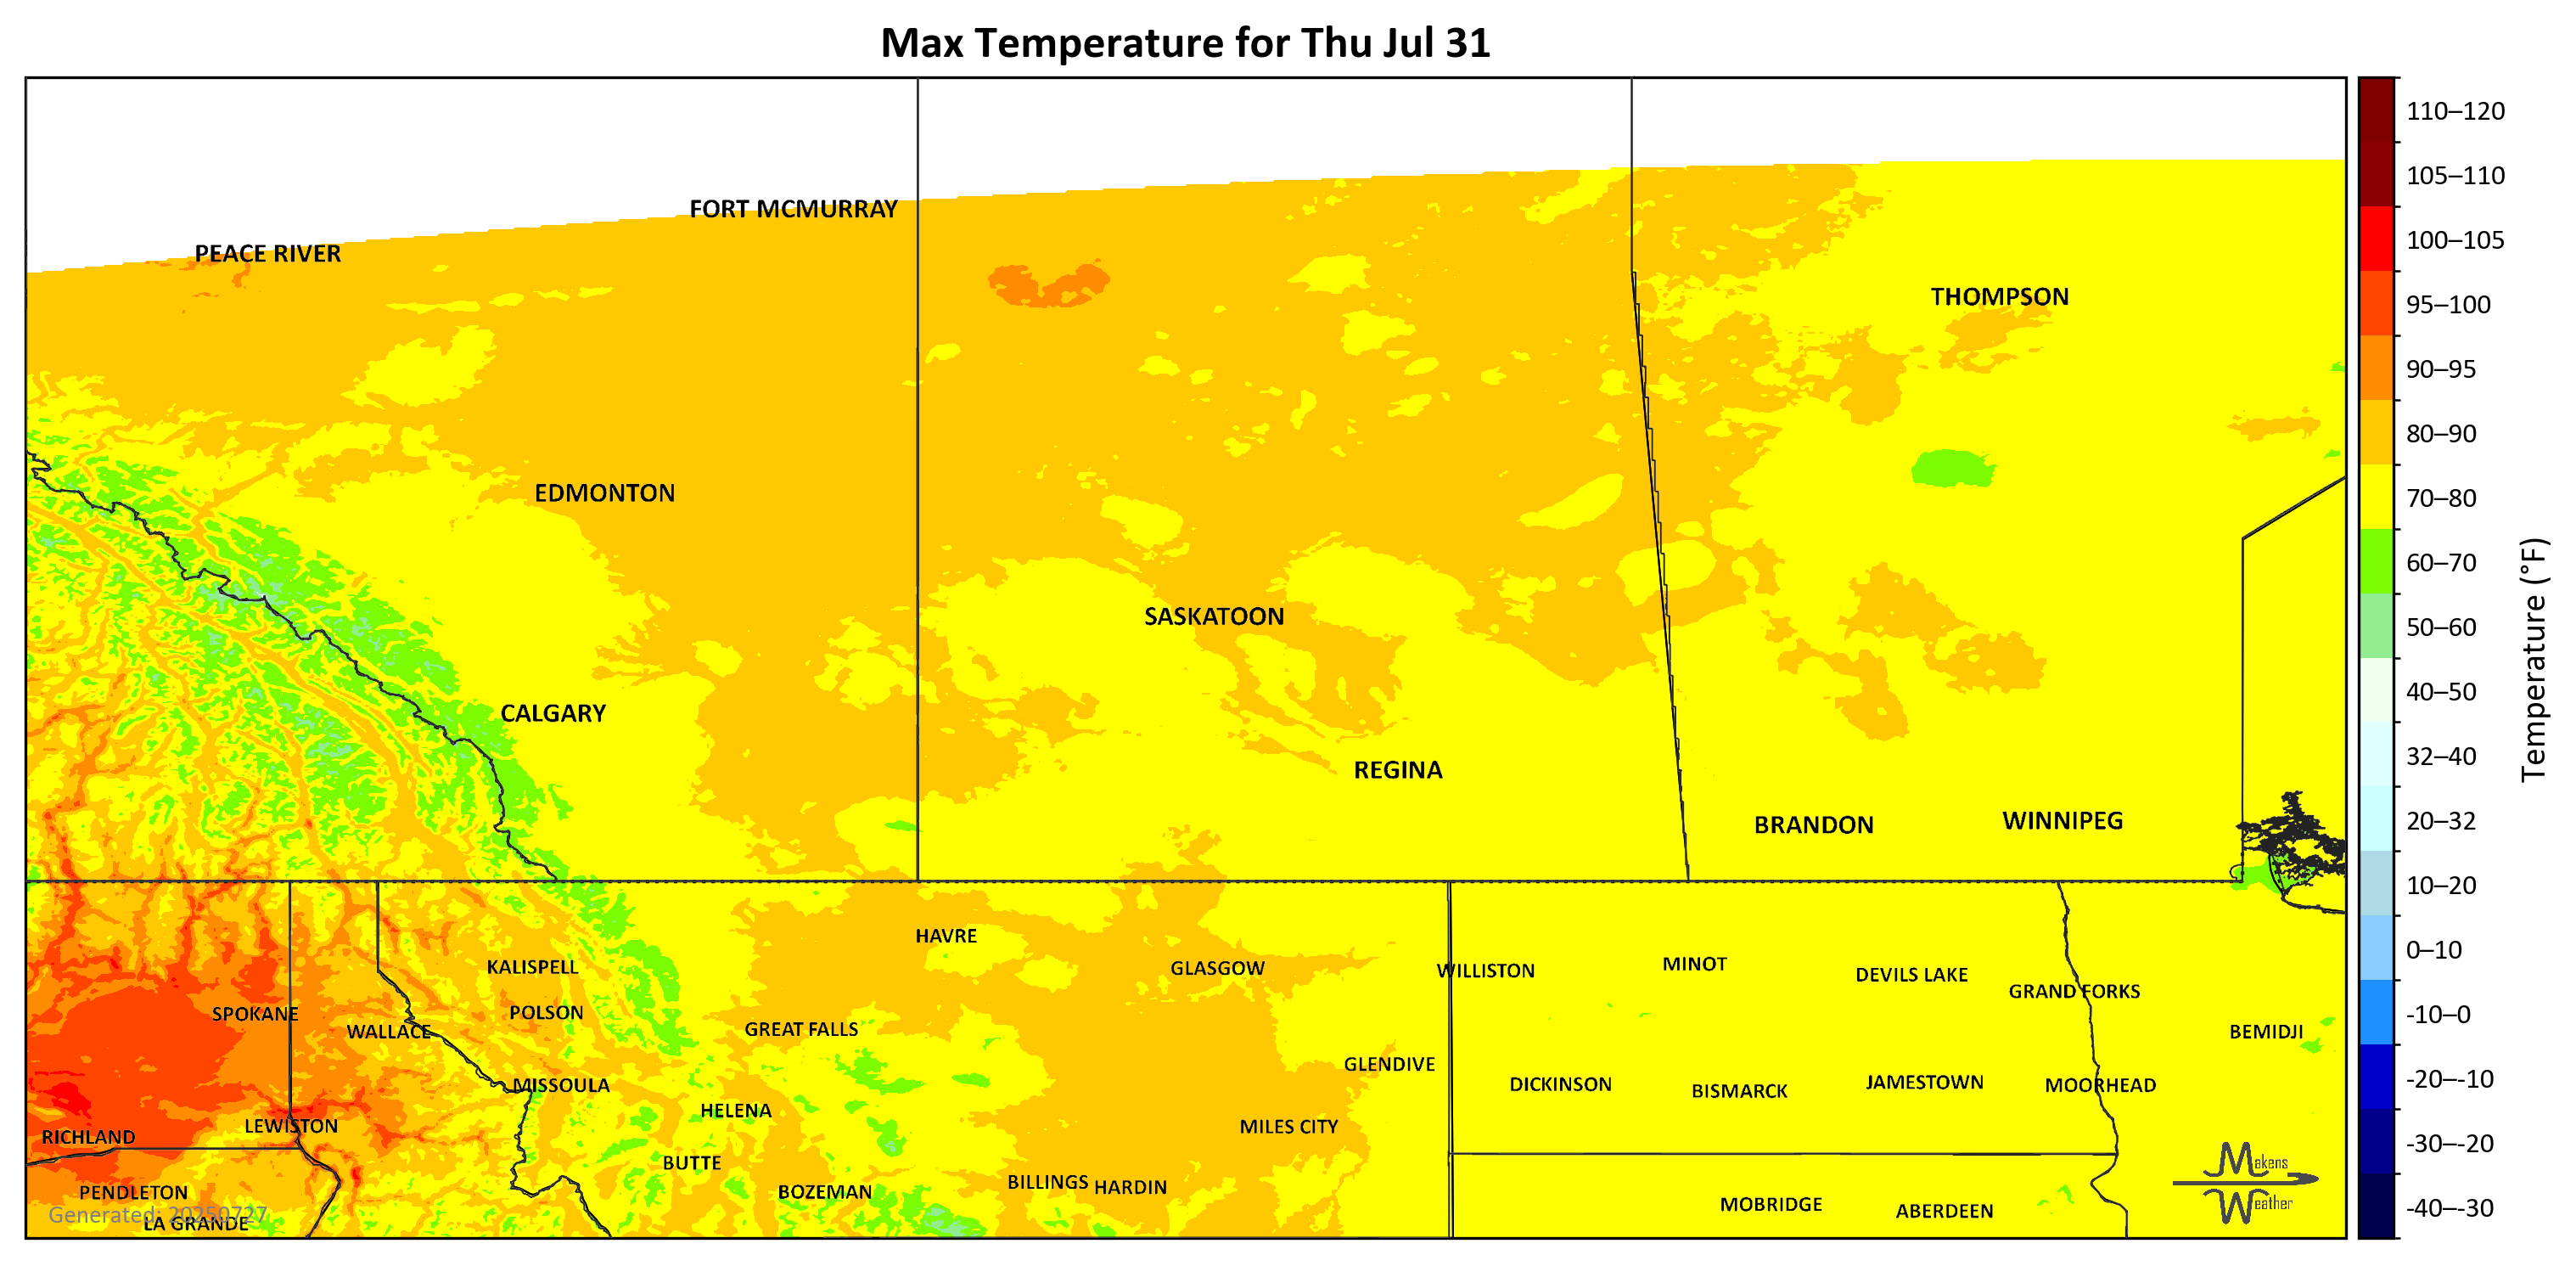 Max Temperature for Thu Jul 31
FORT MCMURRAY
PEACE RIVER
THOMPSON
EDMONTON
SASKATOON
CALGARY
REGINA
BRANDON
WINNIPEG
HAVRE
KALISPELL
GLASGOW
WILLISTON
MINOT
DEVILS LAKE
GRAND FORKS
SPOKANE
POLSON
WALLACE
GREAT FALLS
BEMIDJI
GLENDIVE
MISSOULA
DICKINSON
BISMARCK
JAMESTOWN
MOORHEAD
HELENA
LEWISTON
MILES CITY
RICHLAND
BUTTE
PENDLETON
BOZEMAN
BILLINGS
HARDIN
MOBRIDGE
ABERDEEN
Generated: 20250727
LA GRANDE
Makens
Weather
110–120
105–110
100–105
95–100
90–95
80–90
70–80
60–70
50–60
40–50
32–40
20–32
10–20
0–10
-10–0
-20–-10
-30–-20
-40–-30
Temperature (°F)